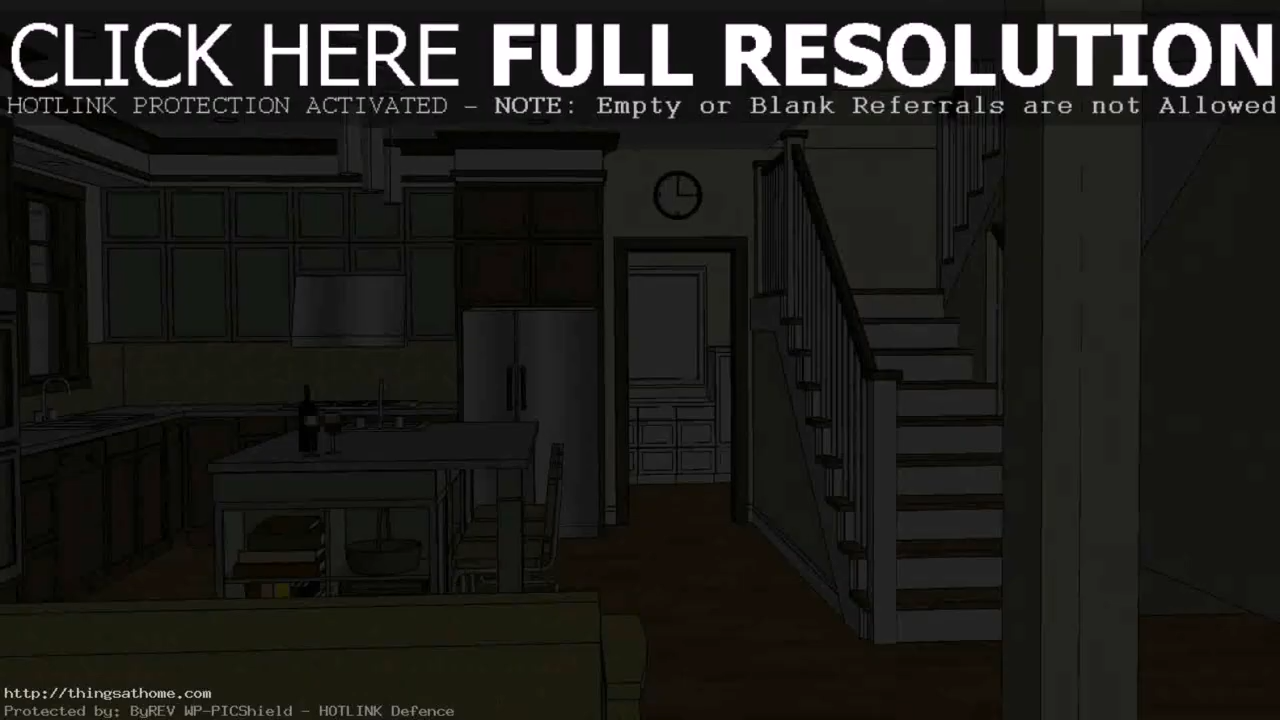 CLICK HERE FULL RESOLUTION
HOTLINK PROTECTION ACTIVATED - NOTE: Empty or Blank Referrals are not Allowed
http://thingsathome.com
Protected by: ByREV WP-PICShield - HOTLINK Defence